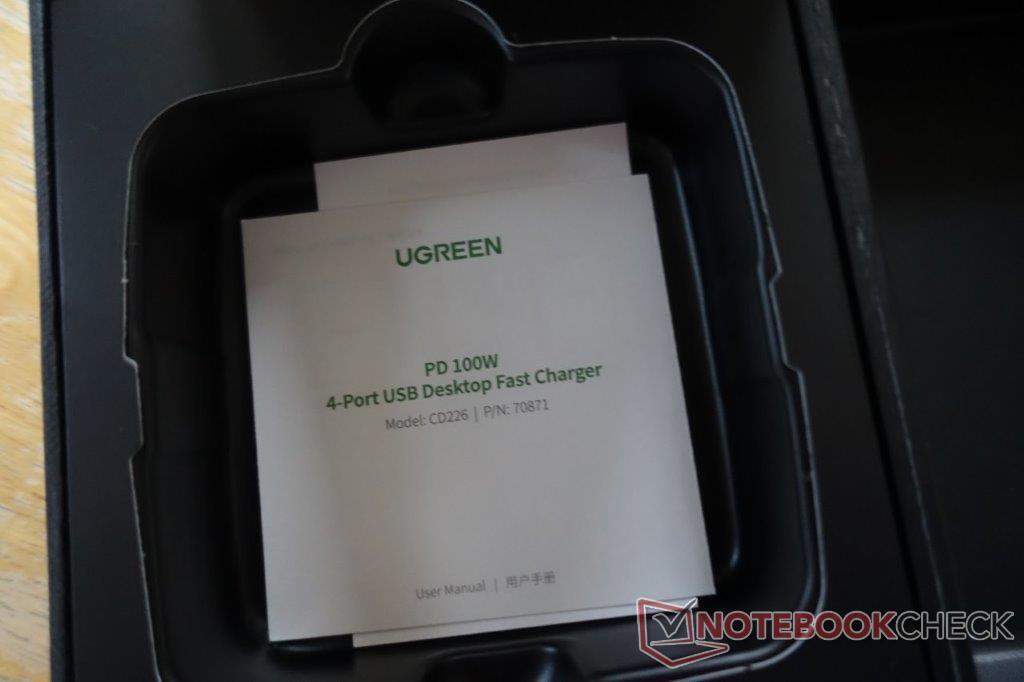 UGREEN
PD 100W
4-Port USB Desktop Fast Charger
Model: CD226 | P/N: 70871
User Manual | 用户手册
NOTEBOOKCHECK